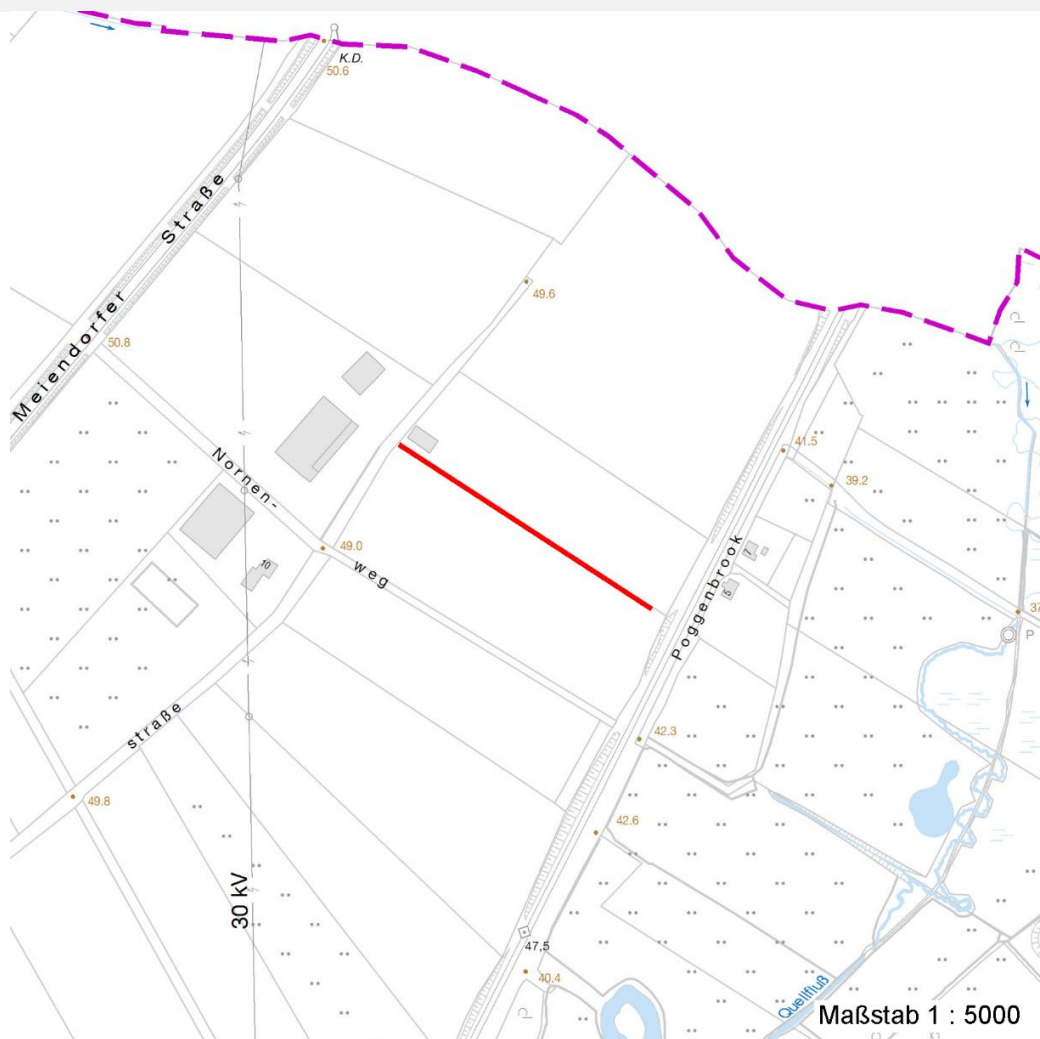 K.D.
50.6
Meiendorfer Straße
49.6
50.8
41.5
39.2
Nornen-
weg
49.0
10
7
5
Poggenbrook
P
straße
42.3
49.8
42.6
30 kV
47,5
40.4
Quellfluß
Maßstab 1 : 5000